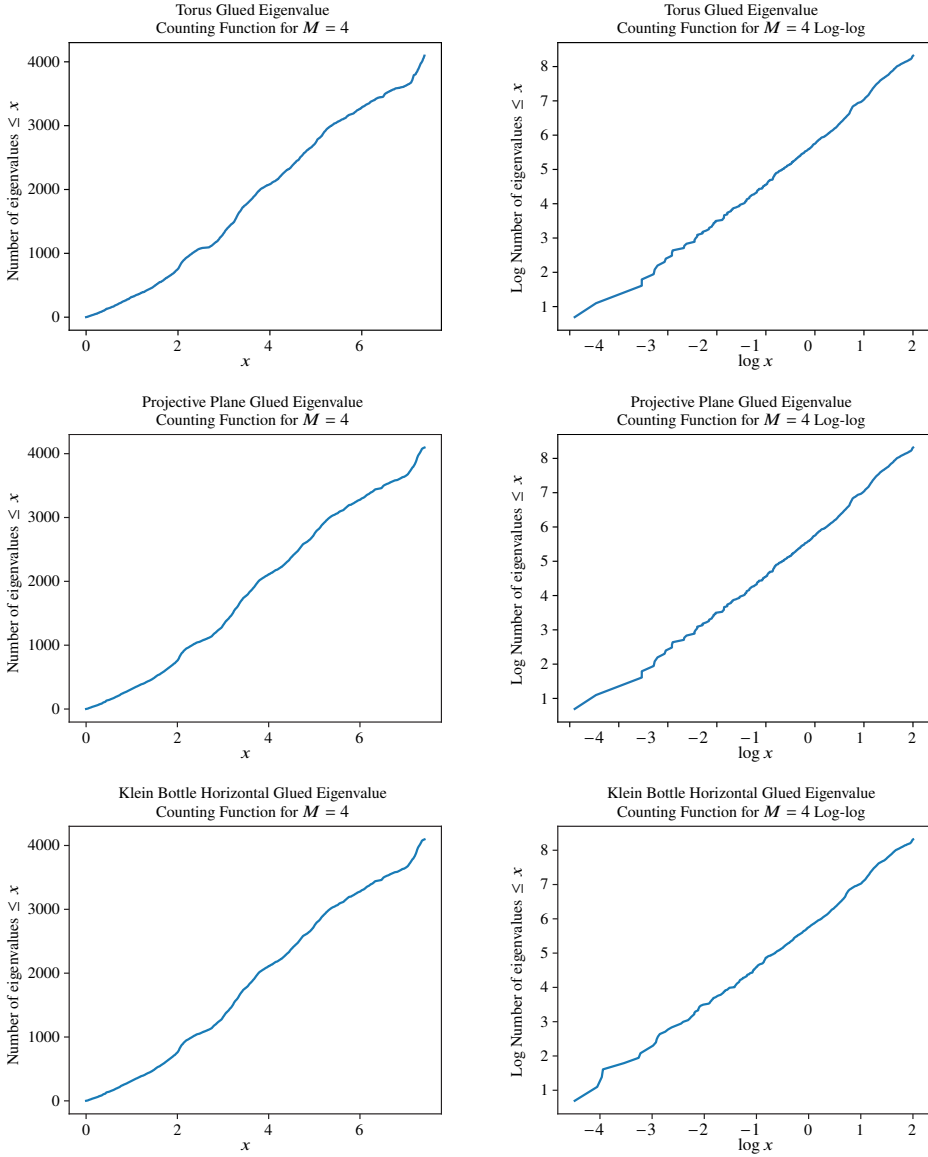 Torus Glued Eigenvalue
Counting Function for M = 4
Number of eigenvalues ≤ x
4000
3000
2000
1000
0
0 2 4 6
x
Torus Glued Eigenvalue
Counting Function for M = 4 Log-log
Log Number of eigenvalues ≤ x
8
7
6
5
4
3
2
1
−4 −3 −2 −1 0 1 2
log x
Projective Plane Glued Eigenvalue
Counting Function for M = 4
Number of eigenvalues ≤ x
4000
3000
2000
1000
0
0 2 4 6
x
Projective Plane Glued Eigenvalue
Counting Function for M = 4 Log-log
Log Number of eigenvalues ≤ x
8
7
6
5
4
3
2
1
−4 −3 −2 −1 0 1 2
log x
Klein Bottle Horizontal Glued Eigenvalue
Counting Function for M = 4
Number of eigenvalues ≤ x
4000
3000
2000
1000
0
0 2 4 6
x
Klein Bottle Horizontal Glued Eigenvalue
Counting Function for M = 4 Log-log
Log Number of eigenvalues ≤ x
8
7
6
5
4
3
2
1
−4 −3 −2 −1 0 1 2
log x